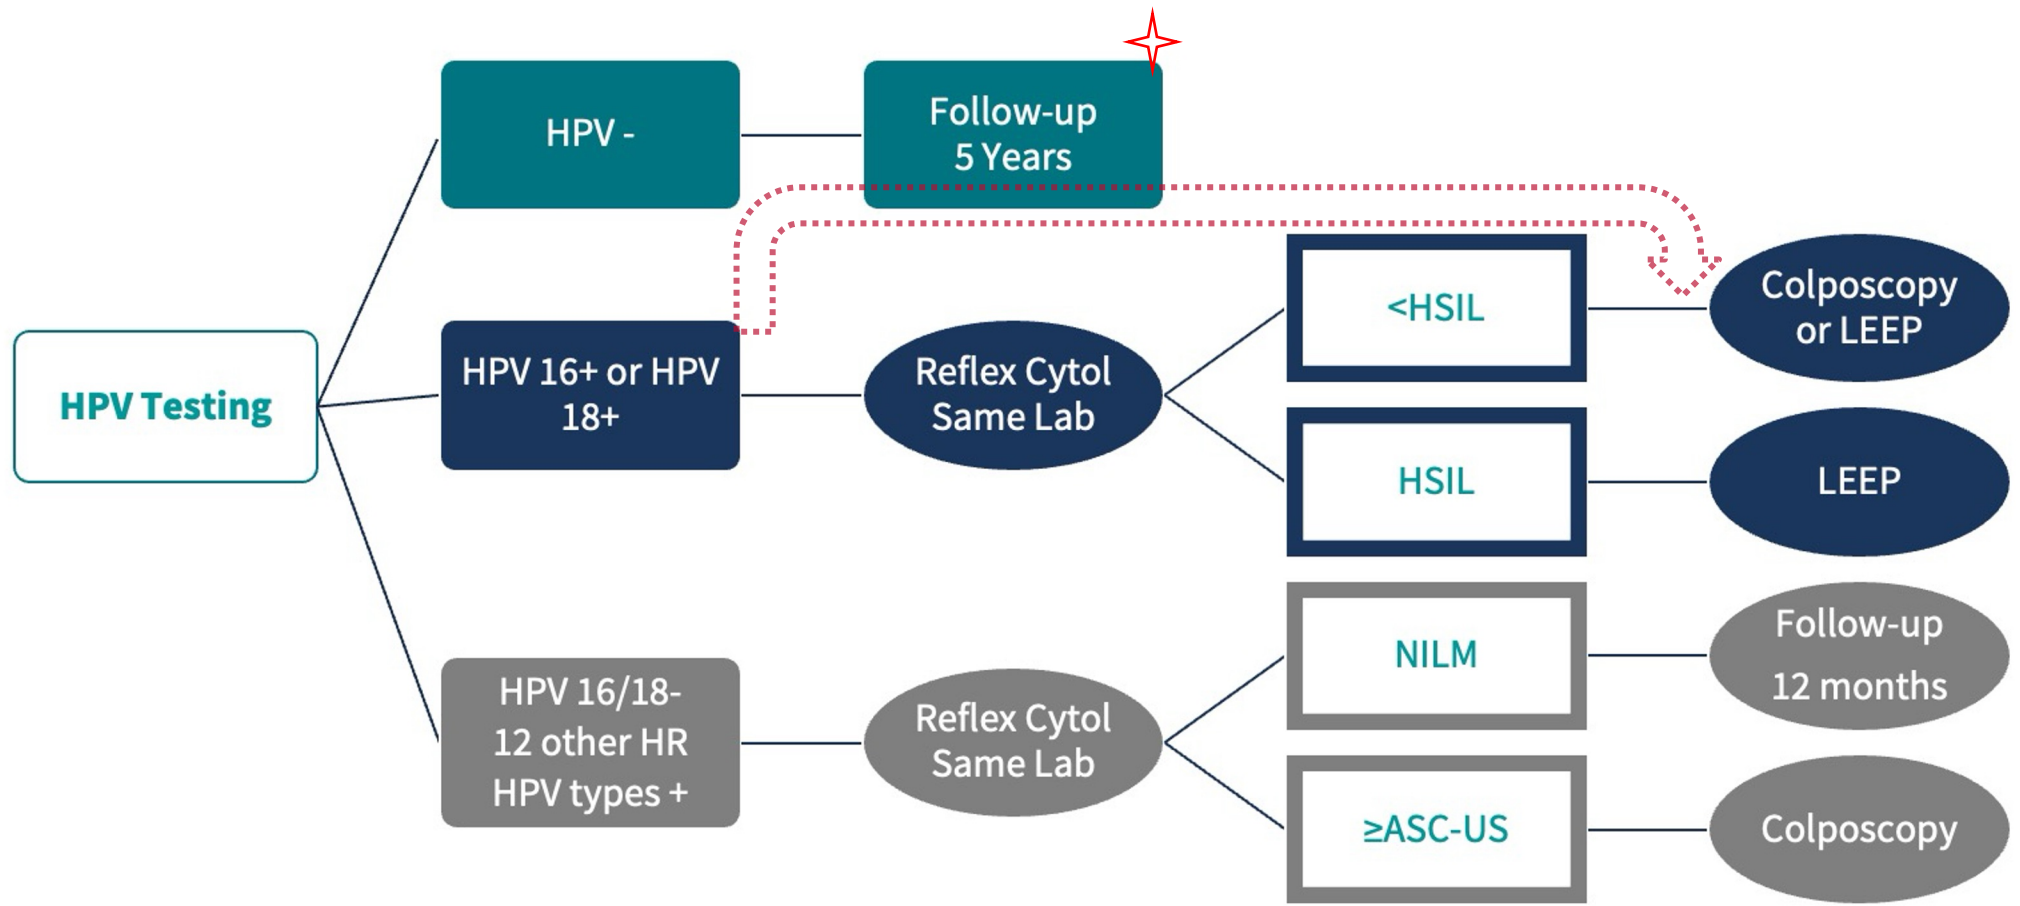 HPV Testing
HPV -
Follow-up
5 Years
HPV 16+ or HPV
18+
Reflex Cytol
Same Lab
<HSIL
Colposcopy
or LEEP
HSIL
LEEP
HPV 16/18-
12 other HR
HPV types +
Reflex Cytol
Same Lab
NILM
Follow-up
12 months
≥ASC-US
Colposcopy